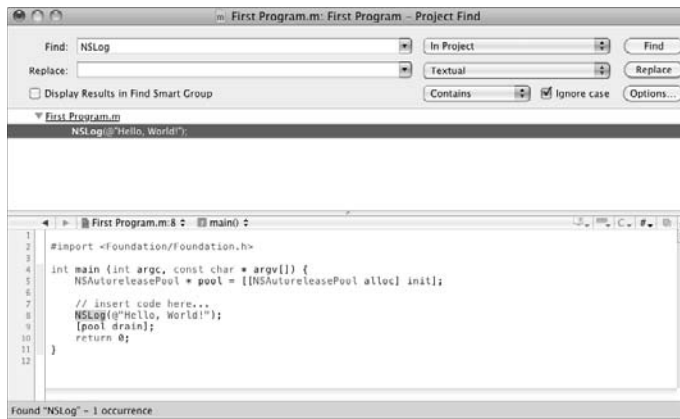 First Program.m: First Program – Project Find
Find: NSLog In Project Find
Replace: Textual Replace
Display Results in Find Smart Group Contains Ignore case Options...
First Program.m
NSLog(@"Hello, World!");
First Program.m:8 main() C #
1
2 #import <Foundation/Foundation.h>
3
4 int main (int argc, const char * argv[]) {
5 NSAutoreleasePool * pool = [[NSAutoreleasePool alloc] init];
6
7 // insert code here...
8 NSLog(@"Hello, World!");
9 [pool drain];
10 return 0;
11 }
12
Found "NSLog" – 1 occurrence